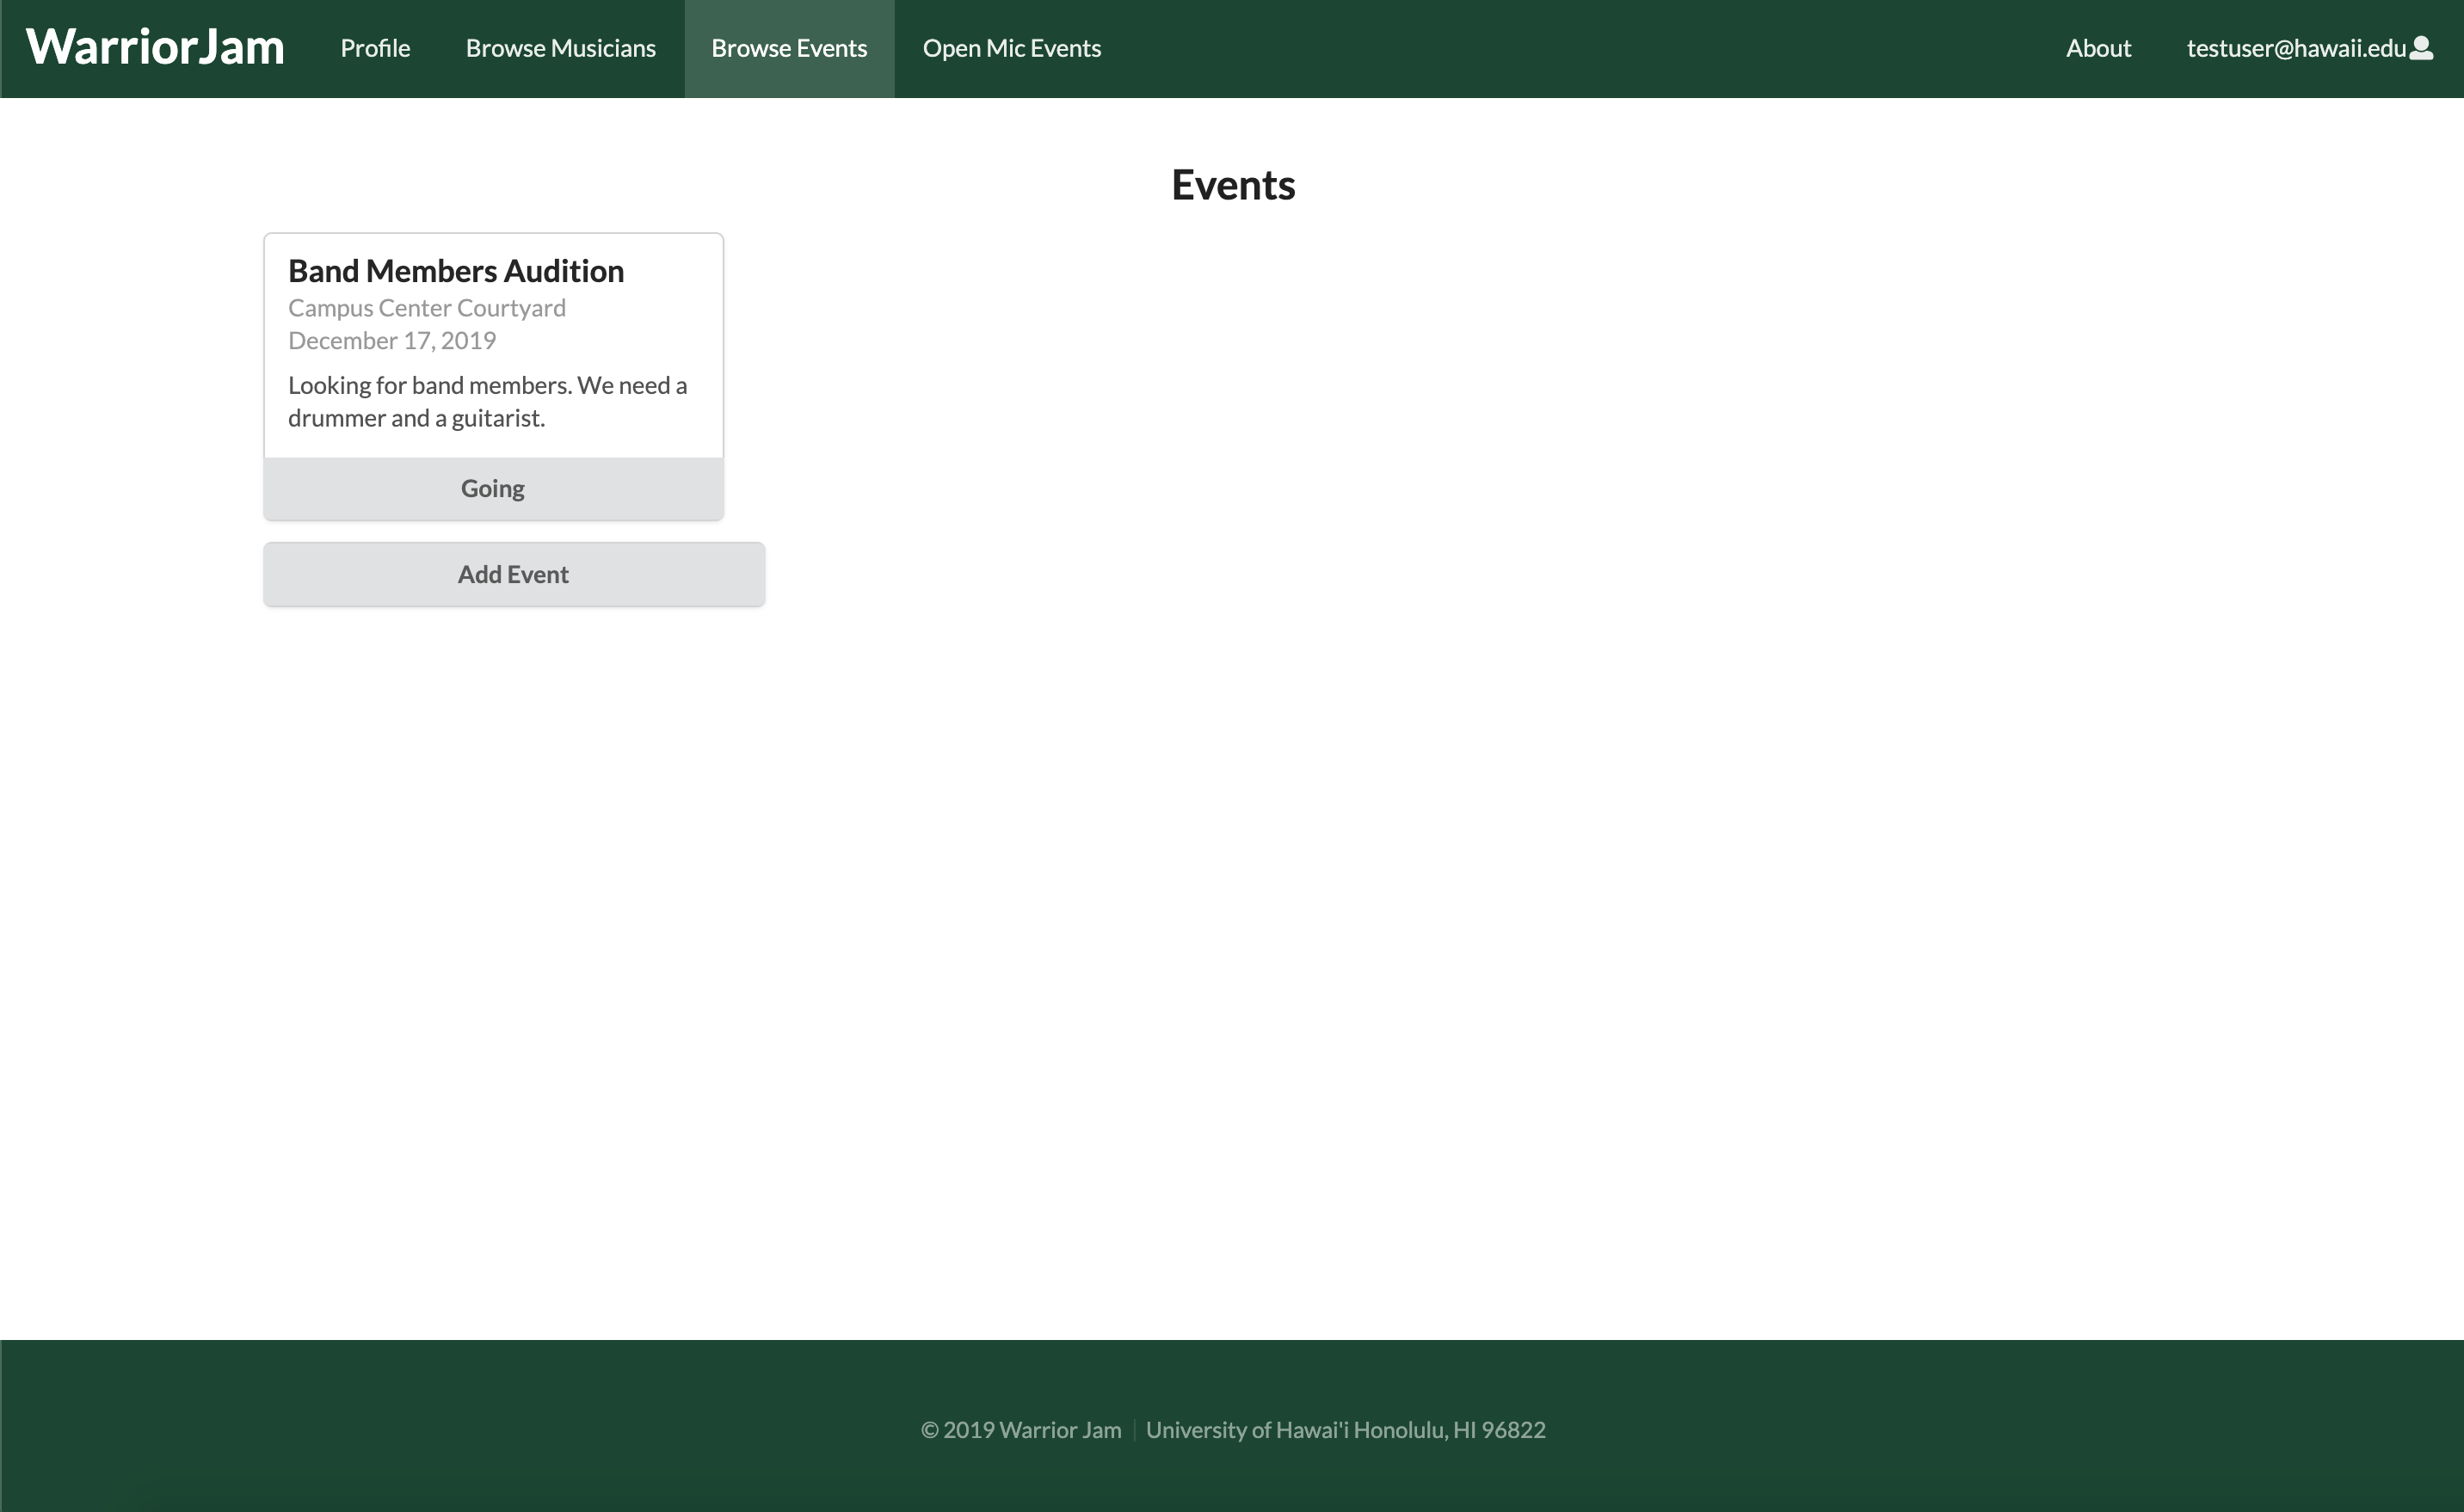 WarriorJam Profile Browse Musicians Browse Events Open Mic Events About testuser@hawaii.edu
Events
Band Members Audition
Campus Center Courtyard
December 17, 2019
Looking for band members. We need a
drummer and a guitarist.
Going
Add Event
© 2019 Warrior Jam University of Hawai'i Honolulu, HI 96822